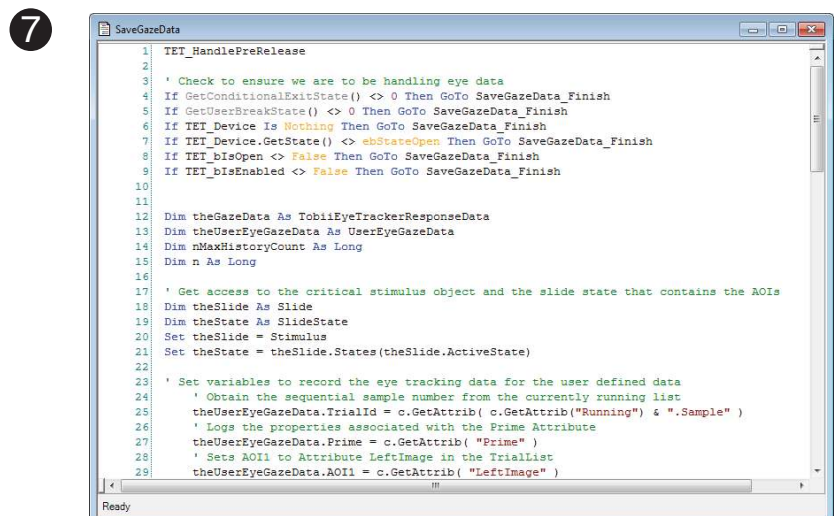 7
SaveGazeData
1 TET_HandlePreRelease
2
3 ' Check to ensure we are to be handling eye data
4 If GetConditionalExitState() <> 0 Then GoTo SaveGazeData_Finish
5 If GetUserBreakState() <> 0 Then GoTo SaveGazeData_Finish
6 If TET_Device Is Nothing Then GoTo SaveGazeData_Finish
7 If TET_Device.GetState() <> ebStateOpen Then GoTo SaveGazeData_Finish
8 If TET_bIsOpen <> False Then GoTo SaveGazeData_Finish
9 If TET_bIsEnabled <> False Then GoTo SaveGazeData_Finish
10
11
12 Dim theGazeData As TobiiEyeTrackerResponseData
13 Dim theUserEyeGazeData As UserEyeGazeData
14 Dim nMaxHistoryCount As Long
15 Dim n As Long
16
17 ' Get access to the critical stimulus object and the slide state that contains the AOIs
18 Dim theSlide As Slide
19 Dim theState As SlideState
20 Set theSlide = Stimulus
21 Set theState = theSlide.States(theSlide.ActiveState)
22
23 ' Set variables to record the eye tracking data for the user defined data
24 ' Obtain the sequential sample number from the currently running list
25 theUserEyeGazeData.TrialId = c.GetAttrib( c.GetAttrib("Running") & ".Sample" )
26 ' Logs the properties associated with the Prime Attribute
27 theUserEyeGazeData.Prime = c.GetAttrib( "Prime" )
28 ' Sets AOI1 to Attribute LeftImage in the TrialList
29 theUserEyeGazeData.AOI1 = c.GetAttrib( "LeftImage" )
Ready